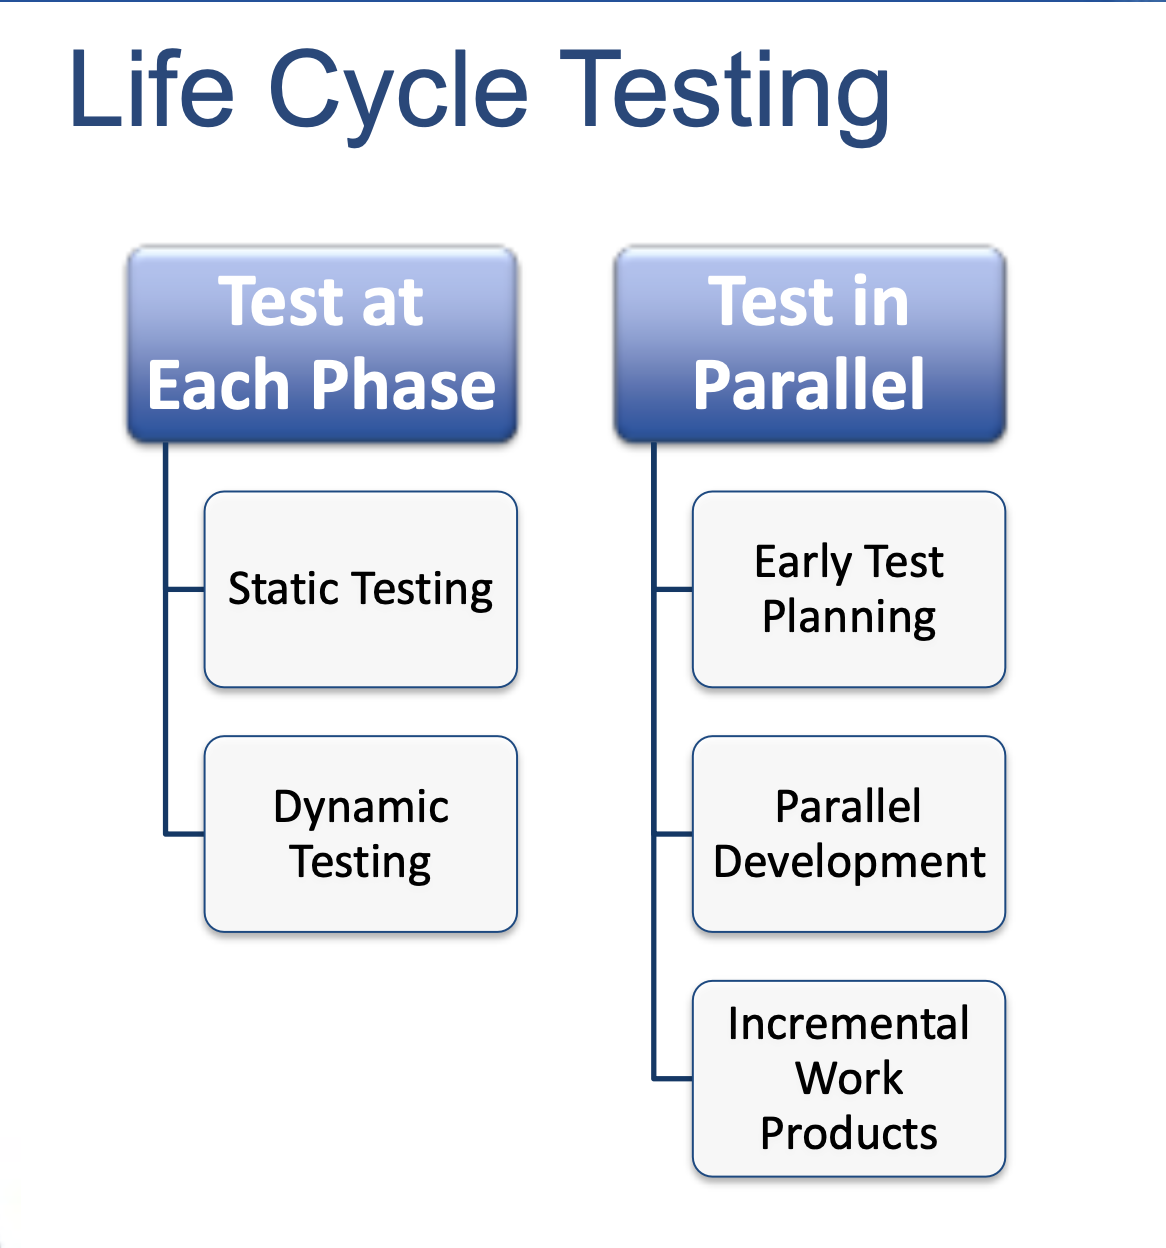 Life Cycle Testing
Test at
Each Phase
Static Testing
Dynamic
Testing
Test in
Parallel
Early Test
Planning
Parallel
Development
Incremental
Work
Products